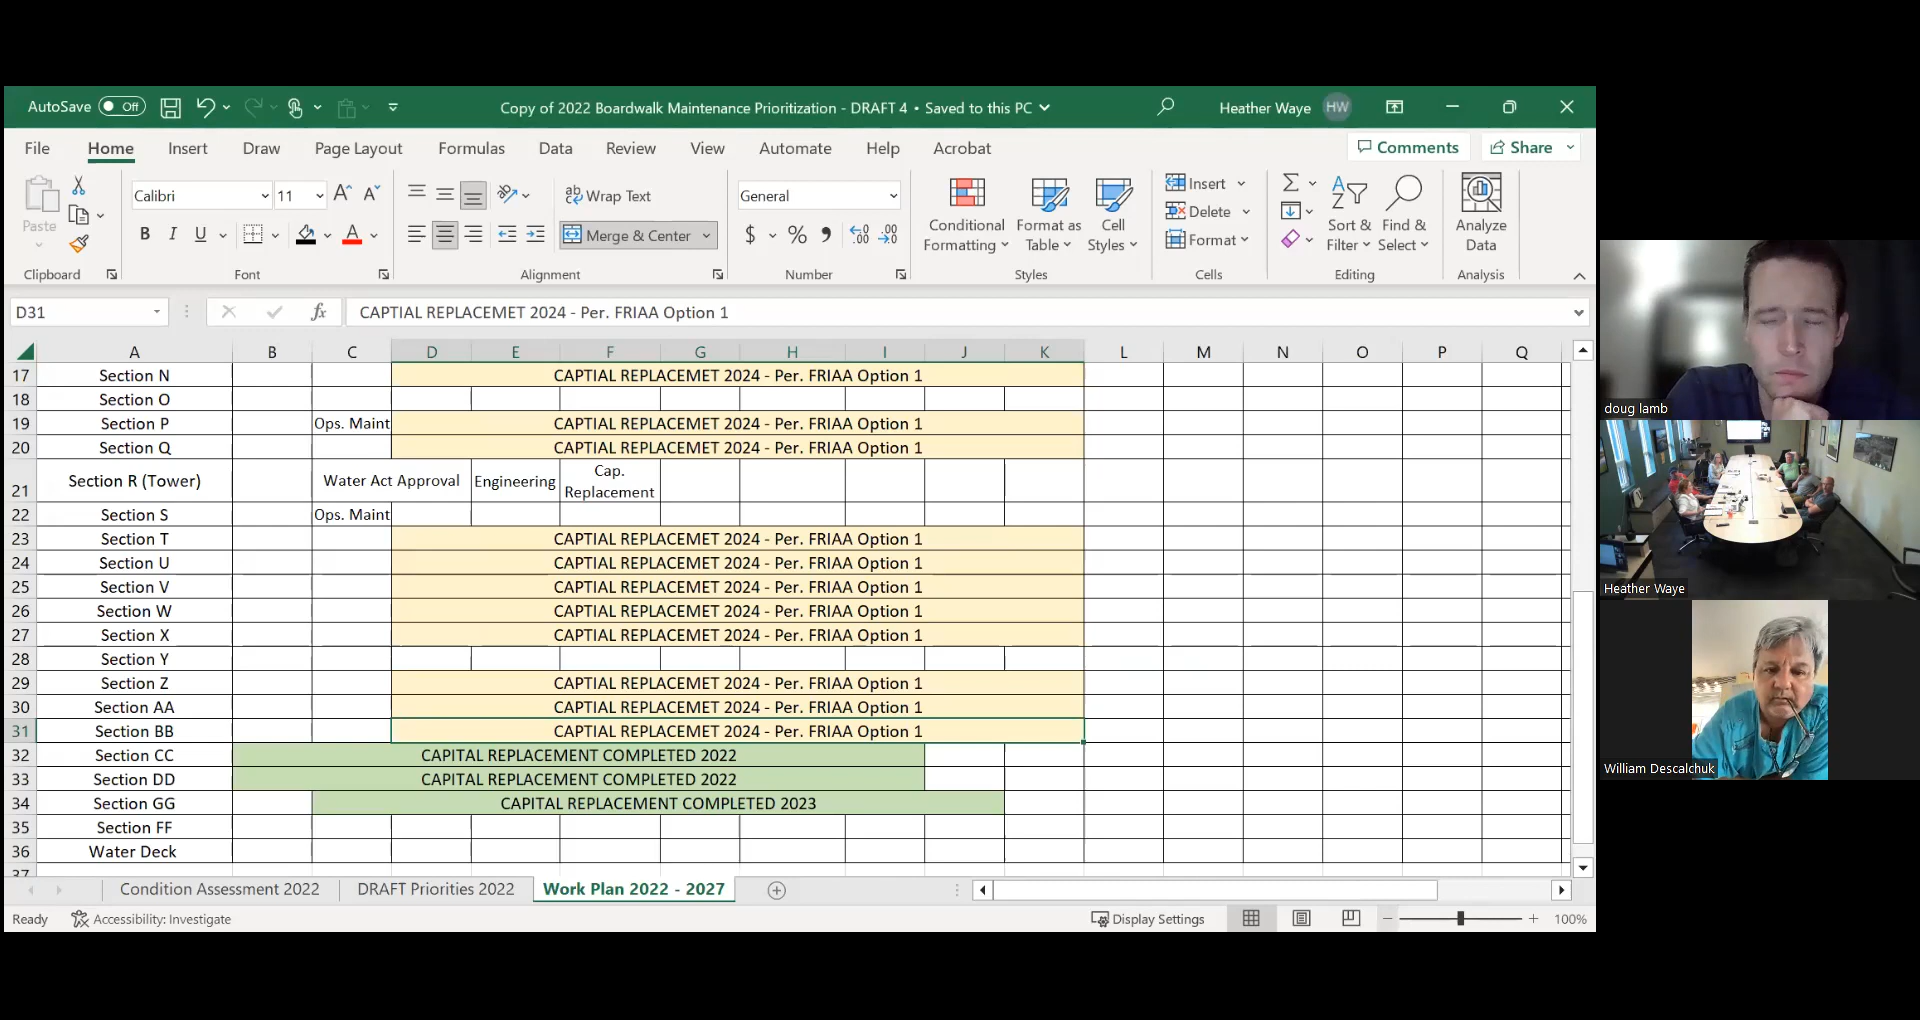 AutoSave Off Copy of 2022 Boardwalk Maintenance Prioritization - DRAFT 4 • Saved to this PC Heather Waye HW
File Home Insert Draw Page Layout Formulas Data Review View Automate Help Acrobat Comments Share
Paste Calibri 11 Wrap Text General Conditional Formatting Format as Table Cell Styles Insert Delete Format Sort & Filter Find & Select Analyze Data
B I U A Merge & Center $ % 9
Clipboard Font Alignment Number Styles Cells Editing Analysis
D31 fx CAPTIAL REPLACEMET 2024 - Per. FRIAA Option 1
A B C D E F G H I J K L M N O P Q
17 Section N CAPTIAL REPLACEMET 2024 - Per. FRIAA Option 1
18 Section O
19 Section P Ops. Maint CAPTIAL REPLACEMET 2024 - Per. FRIAA Option 1
20 Section Q CAPTIAL REPLACEMET 2024 - Per. FRIAA Option 1
21 Section R (Tower) Water Act Approval Engineering Cap. Replacement
22 Section S Ops. Maint
23 Section T CAPTIAL REPLACEMET 2024 - Per. FRIAA Option 1
24 Section U CAPTIAL REPLACEMET 2024 - Per. FRIAA Option 1
25 Section V CAPTIAL REPLACEMET 2024 - Per. FRIAA Option 1
26 Section W CAPTIAL REPLACEMET 2024 - Per. FRIAA Option 1
27 Section X CAPTIAL REPLACEMET 2024 - Per. FRIAA Option 1
28 Section Y
29 Section Z CAPTIAL REPLACEMET 2024 - Per. FRIAA Option 1
30 Section AA CAPTIAL REPLACEMET 2024 - Per. FRIAA Option 1
31 Section BB CAPTIAL REPLACEMET 2024 - Per. FRIAA Option 1
32 Section CC CAPITAL REPLACEMENT COMPLETED 2022
33 Section DD CAPITAL REPLACEMENT COMPLETED 2022
34 Section GG CAPITAL REPLACEMENT COMPLETED 2023
35 Section FF
36 Water Deck
37
Condition Assessment 2022 DRAFT Priorities 2022 Work Plan 2022 - 2027
Ready Accessibility: Investigate Display Settings 100%
doug lamb
Heather Waye
William Descalchuk